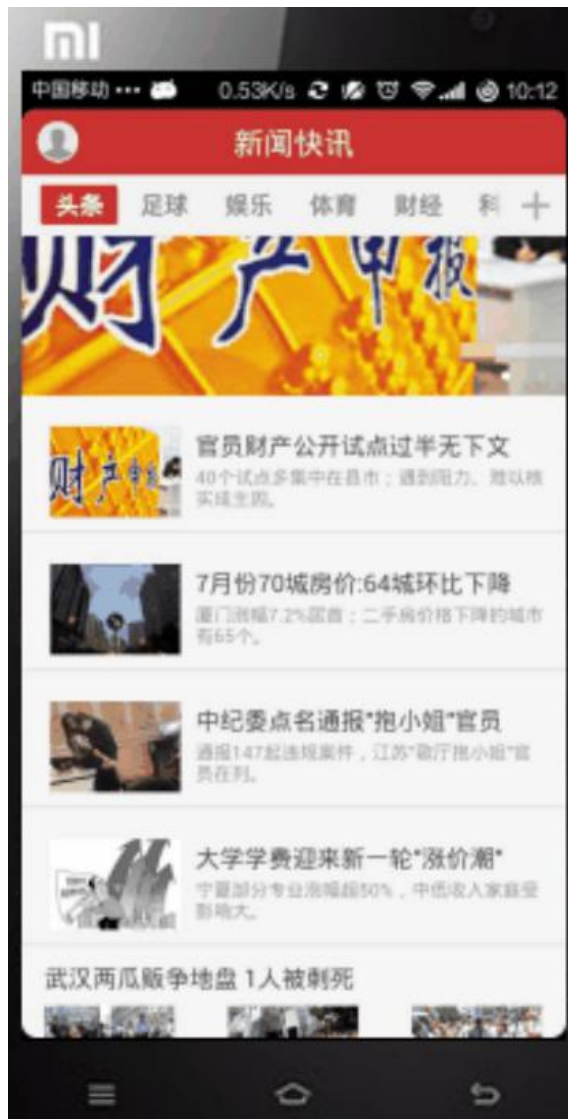 mi
中国移动 ••• 0.53K/s 10:12
新闻快讯
头条 足球 娱乐 体育 财经 科
财产申报
财产申报
官员财产公开试点过半无下文
40个试点多集中在县市；遇到阻力、难以核
实成主因。
7月份70城房价:64城环比下降
厦门涨幅7.2%居首；二手房价格下降的城市
有65个。
中纪委点名通报"抱小姐"官员
通报147起违规案件，江苏"歌厅抱小姐"官
员在列。
大学学费迎来新一轮"涨价潮"
宁夏部分专业涨幅超50%，中低收入家庭受
影响大。
武汉两瓜贩争地盘 1人被刺死